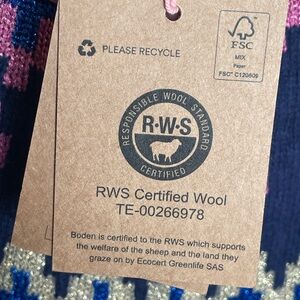 PLEASE RECYCLE
FSC
MIX
Paper
FSC® C120609
RESPONSIBLE WOOL STANDARD
R·W·S
CERTIFIED
RWS Certified Wool
TE-00266978
Boden is certified to the RWS which supports
the welfare of the sheep and the land they
graze on by Ecocert Greenlife SAS